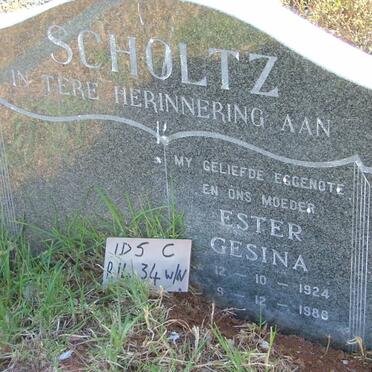 SCHOLTZ
IN TERE HERINNERING AAN
MY GELIEFDE EGGENOTE
EN ONS MOEDER
ESTER
GESINA
12 - 10 - 1924
9 - 12 - 1986
ID5 C
34 W/N